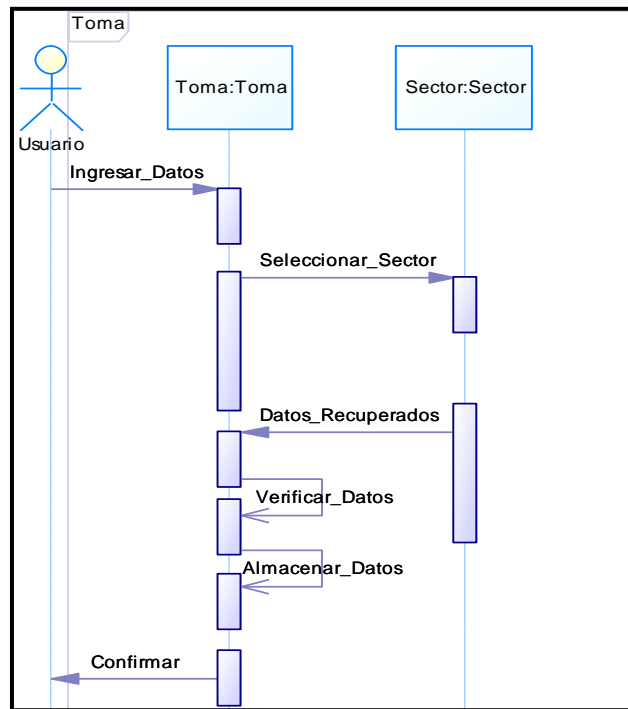 Toma
Toma:Toma
Sector:Sector
Usuario
Ingresar_Datos
Seleccionar_Sector
Datos_Recuperados
Verificar_Datos
Almacenar_Datos
Confirmar